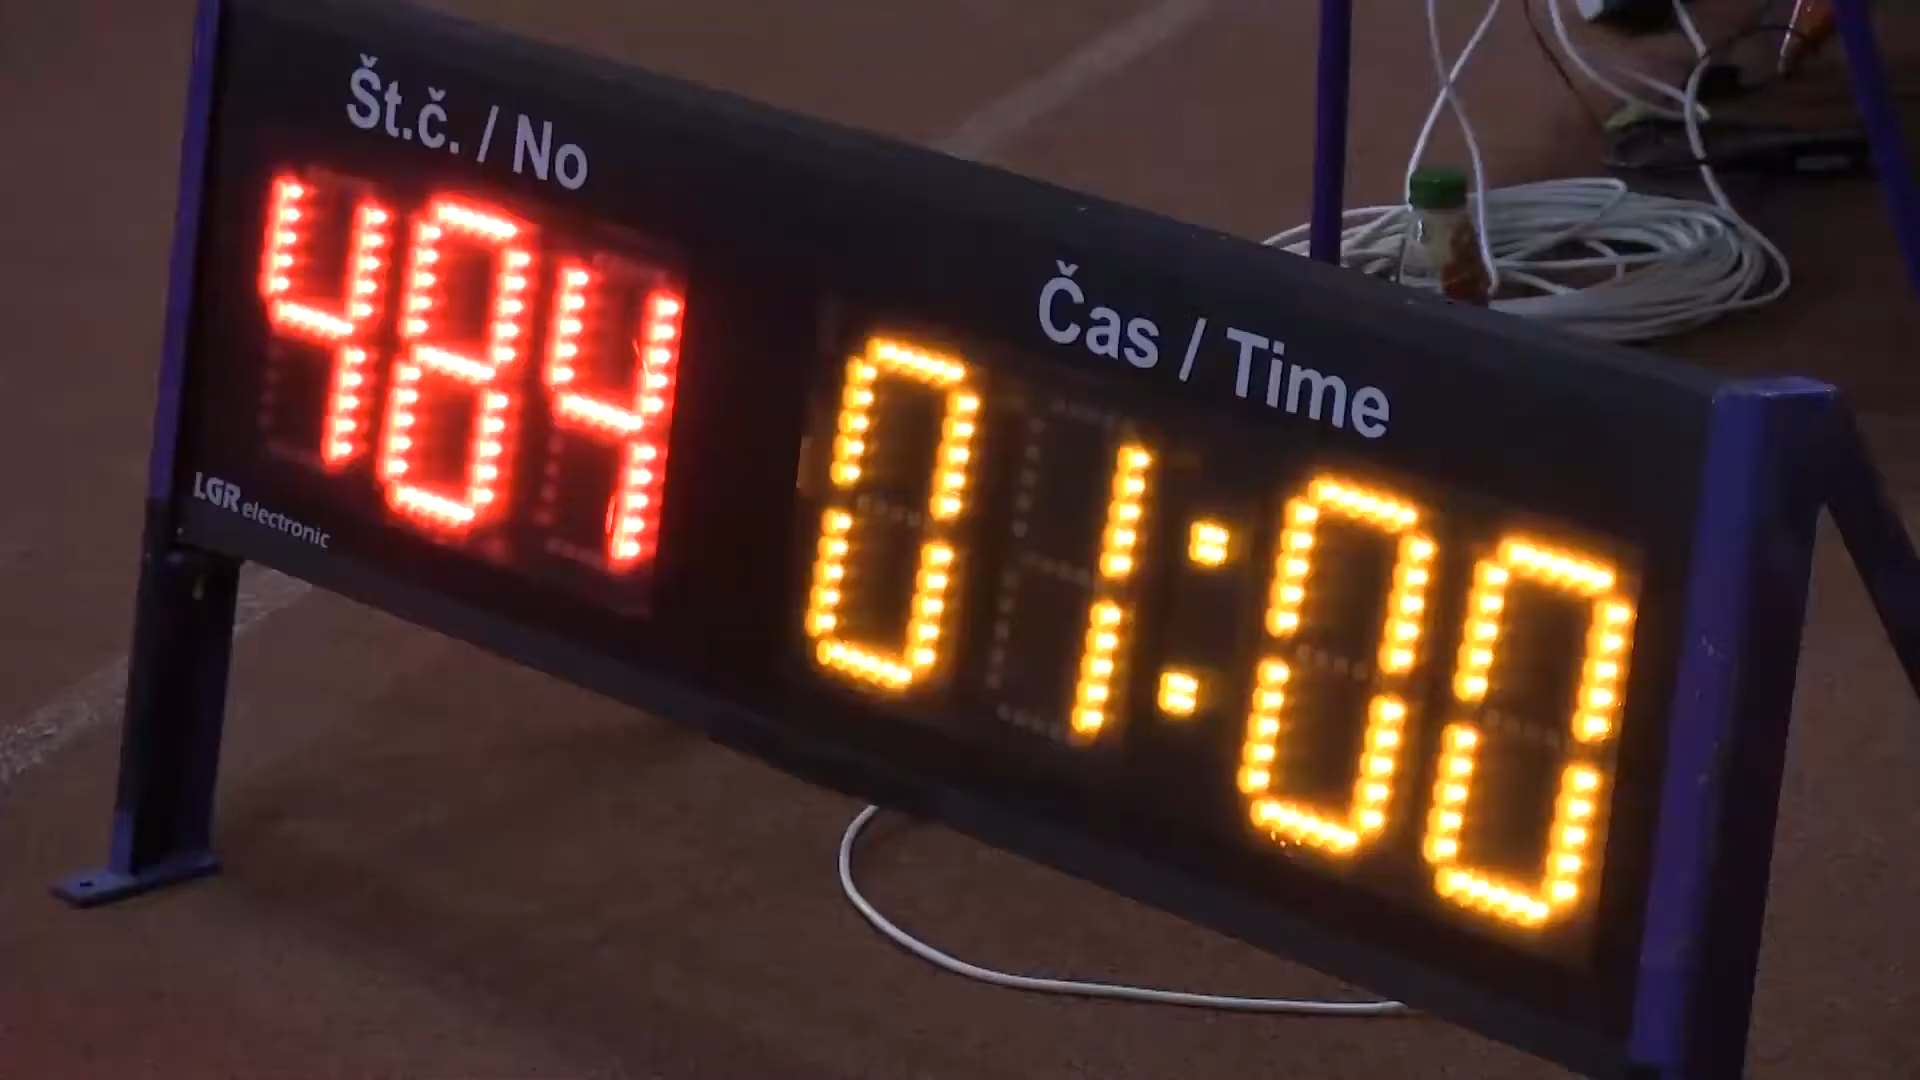 Št.č. / No
484
Čas / Time
01:00
LGR electronic